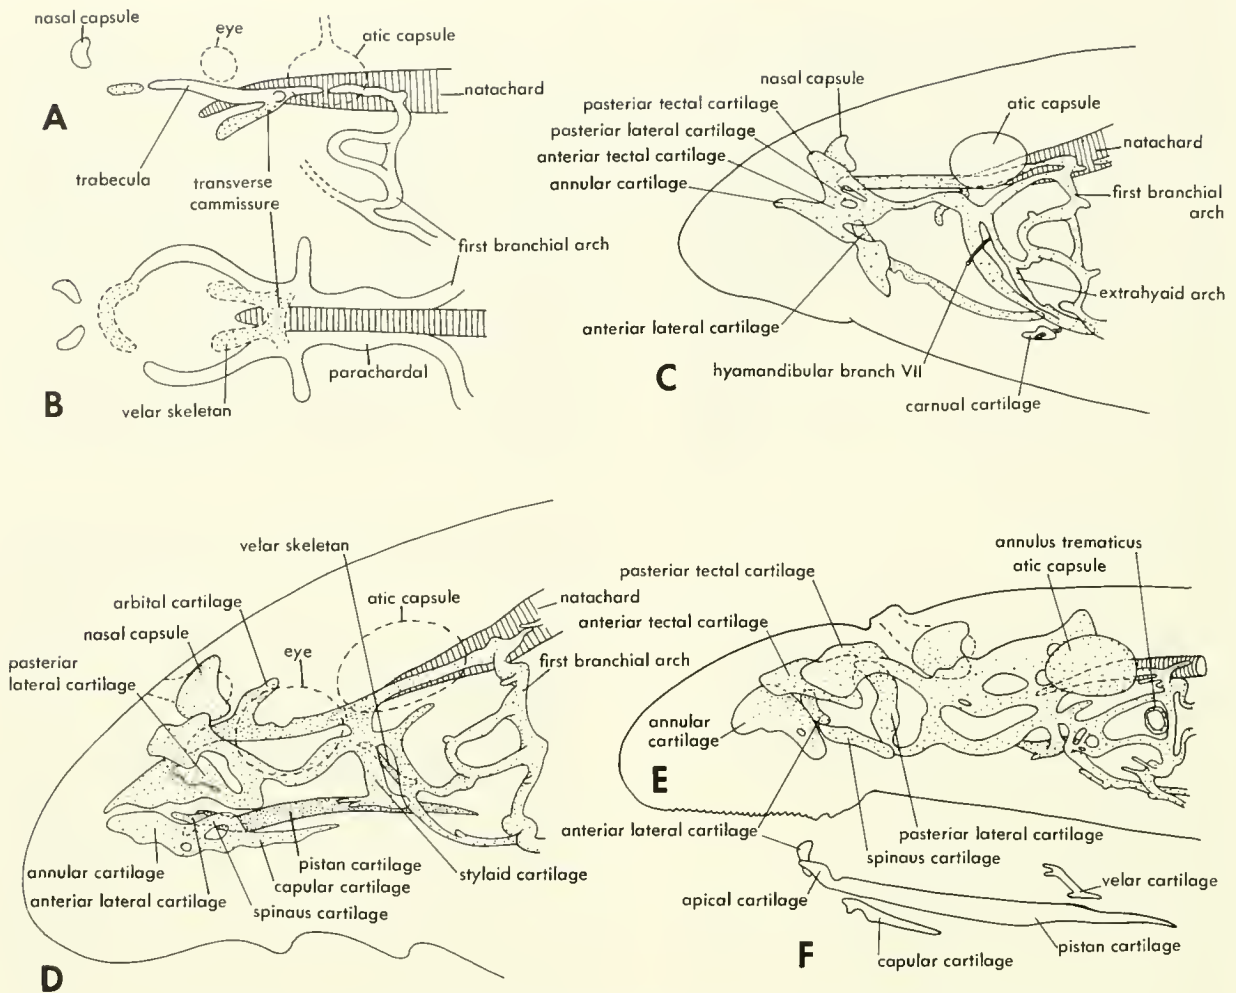 nasal capsule
eye
atic capsule
natachard
A
trabecula
transverse
cammissure
first branchial arch
parachardal
B
velar skeletan
nasal capsule
pasteriar tectal cartilage
pasteriar lateral cartilage
anteriar tectal cartilage
annular cartilage
atic capsule
natachard
first branchial
arch
extrahyaid arch
anteriar lateral cartilage
hyamandibular branch VII
C
carnual cartilage
velar skeletan
arbital cartilage
nasal capsule
eye
atic capsule
natachard
first branchial arch
pasteriar
lateral cartilage
annular cartilage
anteriar lateral cartilage
pistan cartilage
capular cartilage
spinaus cartilage
stylaid cartilage
D
annulus trematicus
atic capsule
pasteriar tectal cartilage
anteriar tectal cartilage
annular
cartilage
E
anteriar lateral cartilage
pasteriar lateral cartilage
spinaus cartilage
apical cartilage
velar cartilage
pistan cartilage
capular cartilage
F